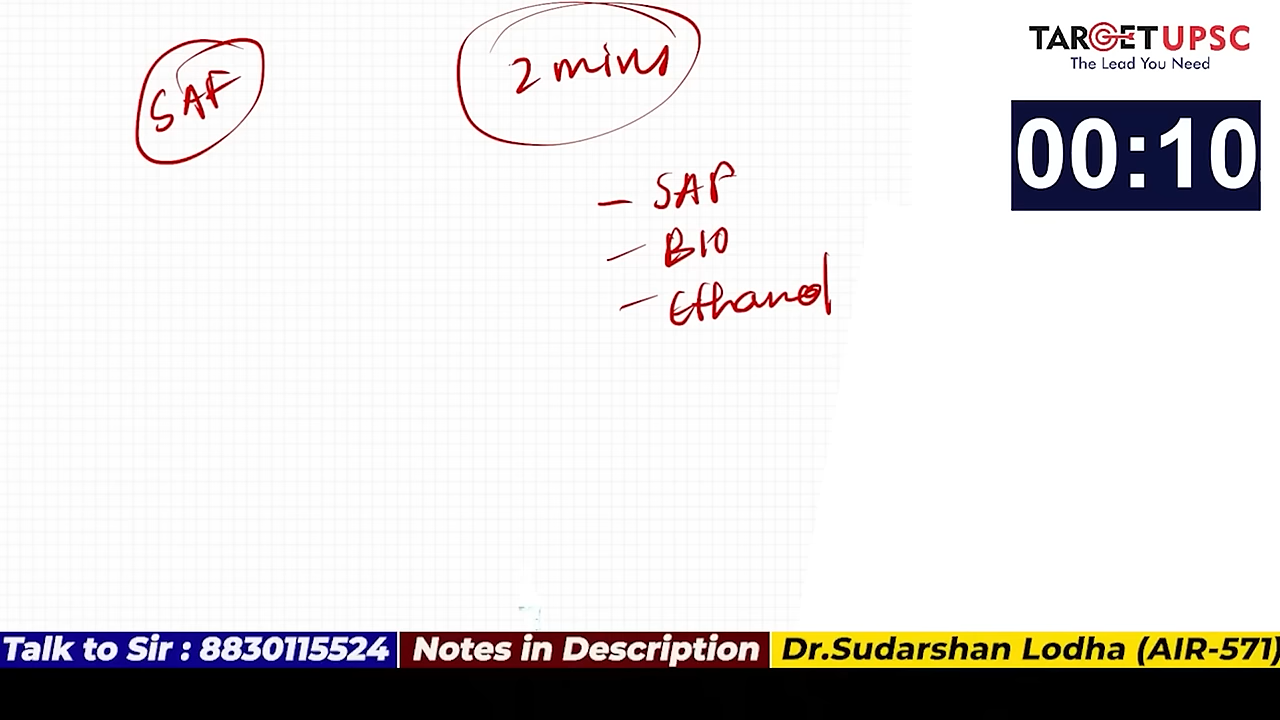 SAF
2 mins
TARGET UPSC
The Lead You Need
00:10
- SAF
- BIO
- Ethanol
Talk to Sir : 8830115524
Notes in Description
Dr.Sudarshan Lodha (AIR-571)